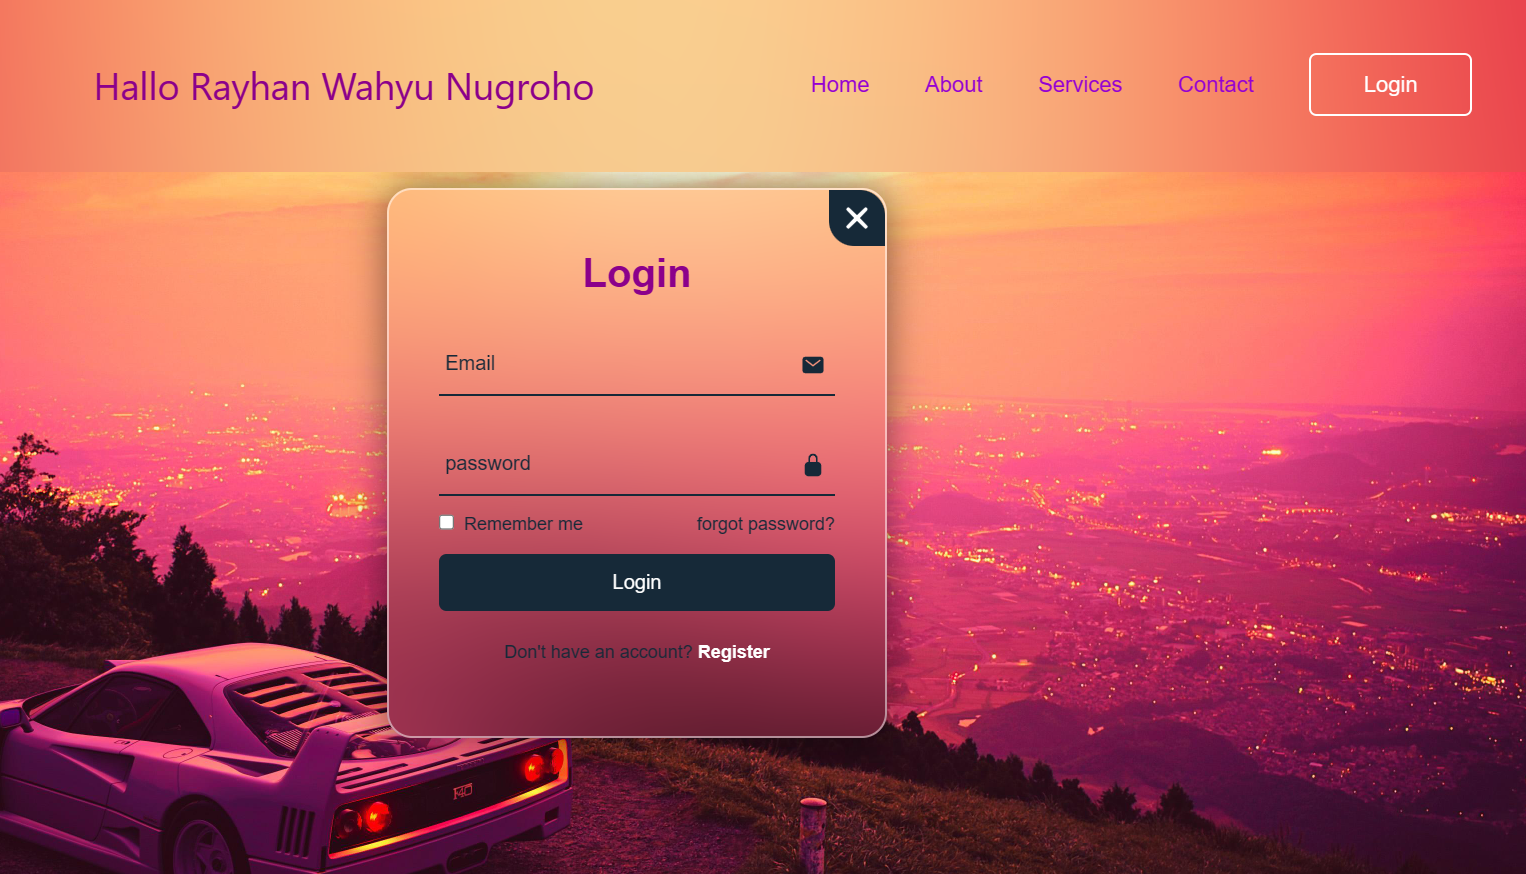 Hallo Rayhan Wahyu Nugroho
Home About Services Contact Login
Login
Email
password
Remember me forgot password?
Login
Don't have an account? Register
F40